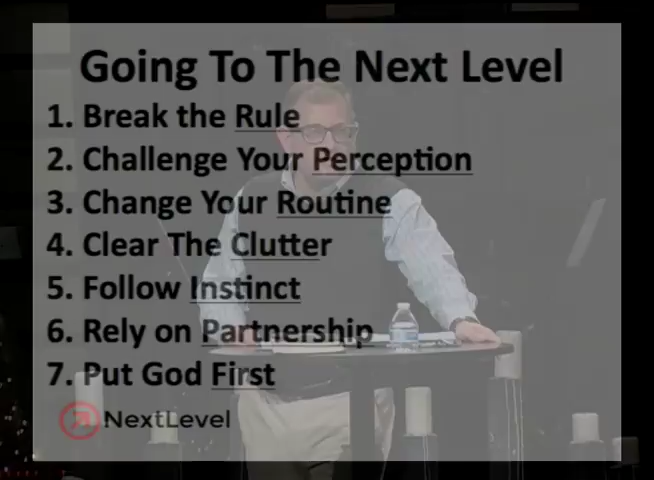 Going To The Next Level
1. Break the Rule
2. Challenge Your Perception
3. Change Your Routine
4. Clear The Clutter
5. Follow Instinct
6. Rely on Partnership
7. Put God First
NextLevel